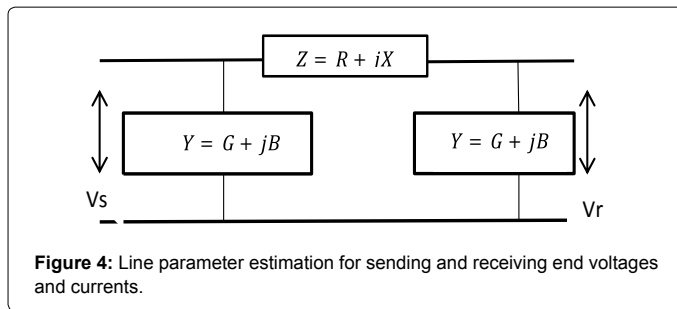 Z = R + iX
Y = G + jB
Y = G + jB
Vs
Vr
Figure 4: Line parameter estimation for sending and receiving end voltages
and currents.